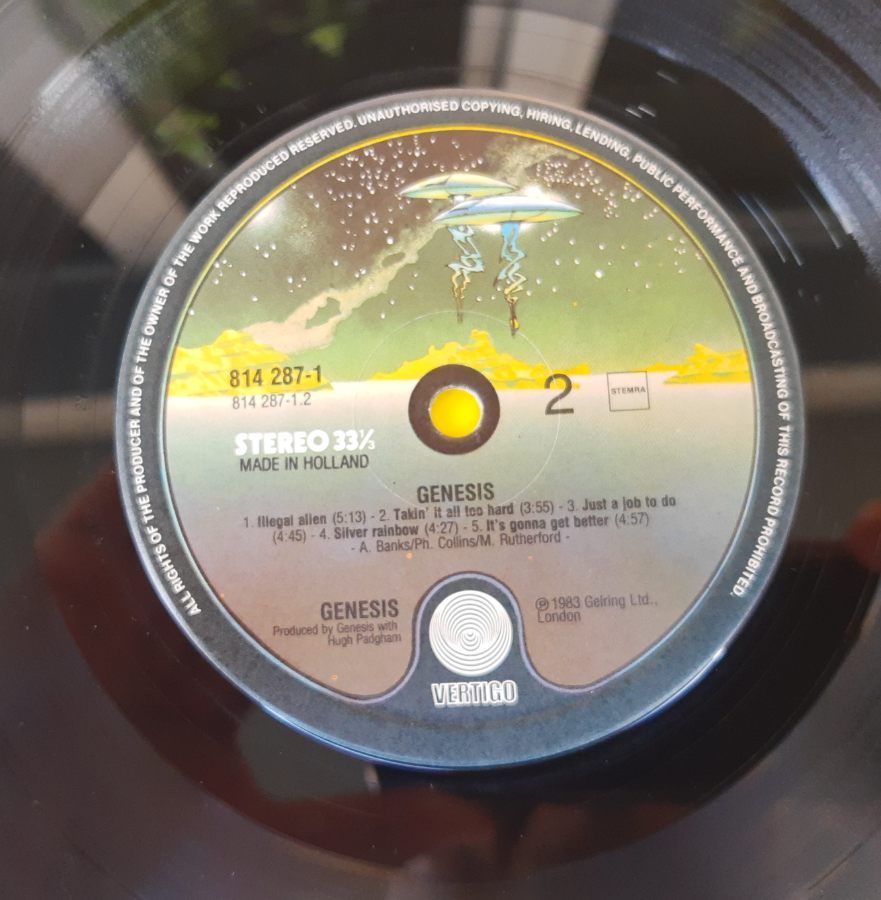 ALL RIGHTS OF THE PRODUCER AND OF THE OWNER OF THE WORK REPRODUCED RESERVED. UNAUTHORISED COPYING, HIRING, LENDING, PUBLIC PERFORMANCE AND BROADCASTING OF THIS RECORD PROHIBITED.
814 287-1
814 287-1.2
2
STEMRA
STEREO 33⅓
MADE IN HOLLAND
GENESIS
1. Illegal alien (5:13) - 2. Takin' it all too hard (3:55) - 3. Just a job to do
(4:45) - 4. Silver rainbow (4:27) - 5. It's gonna get better (4:57)
- A. Banks/Ph. Collins/M. Rutherford -
GENESIS
Produced by Genesis with
Hugh Padgham
℗ 1983 Gelring Ltd.,
London
VERTIGO